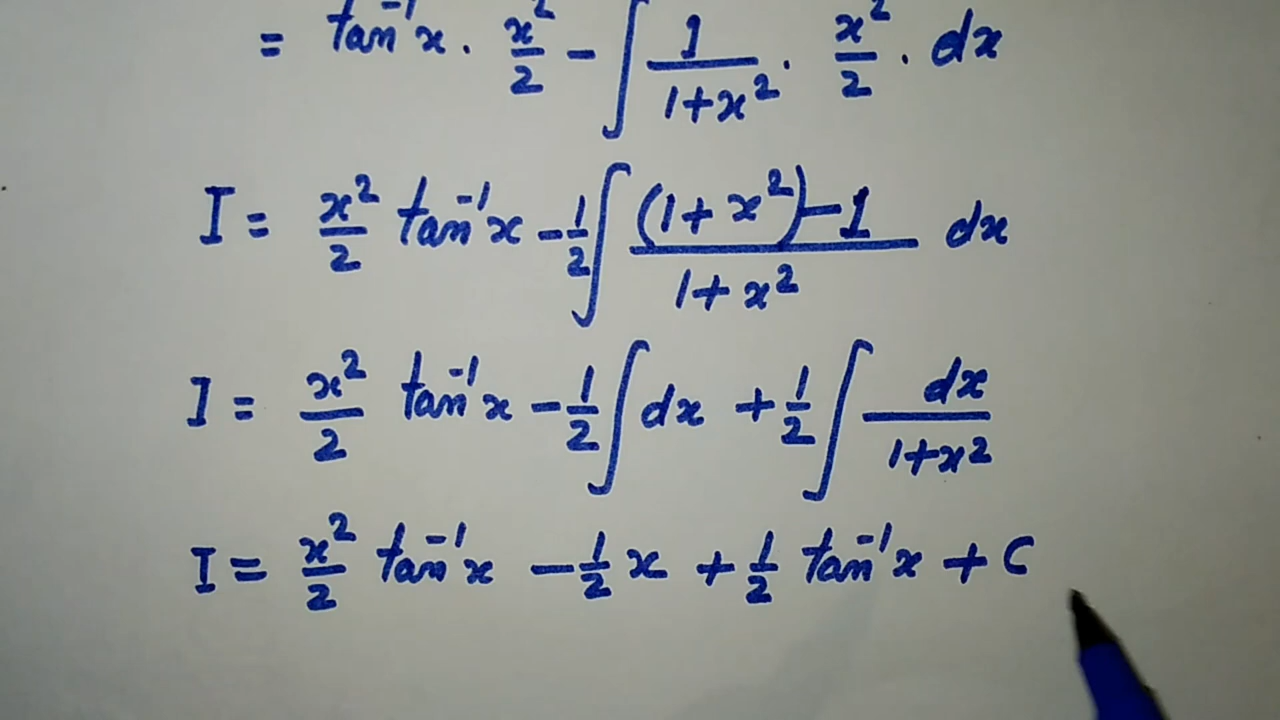 = tan⁻¹x · x²/2 − ∫ 1/(1+x²) · x²/2 · dx
I = x²/2 tan⁻¹x − 1/2 ∫ ((1+x²)−1)/(1+x²) dx
I = x²/2 tan⁻¹x − 1/2 ∫ dx + 1/2 ∫ dx/(1+x²)
I = x²/2 tan⁻¹x − 1/2 x + 1/2 tan⁻¹x + C